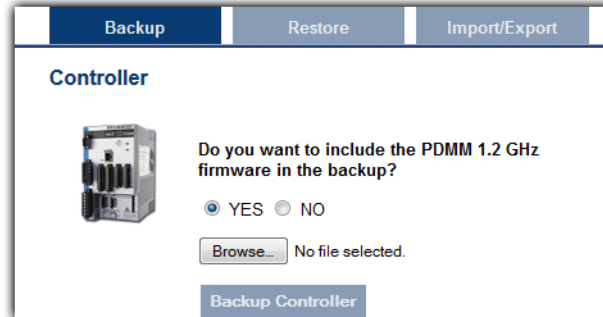 Backup Restore Import/Export
Controller
Do you want to include the PDMM 1.2 GHz
firmware in the backup?
YES NO
Browse... No file selected.
Backup Controller